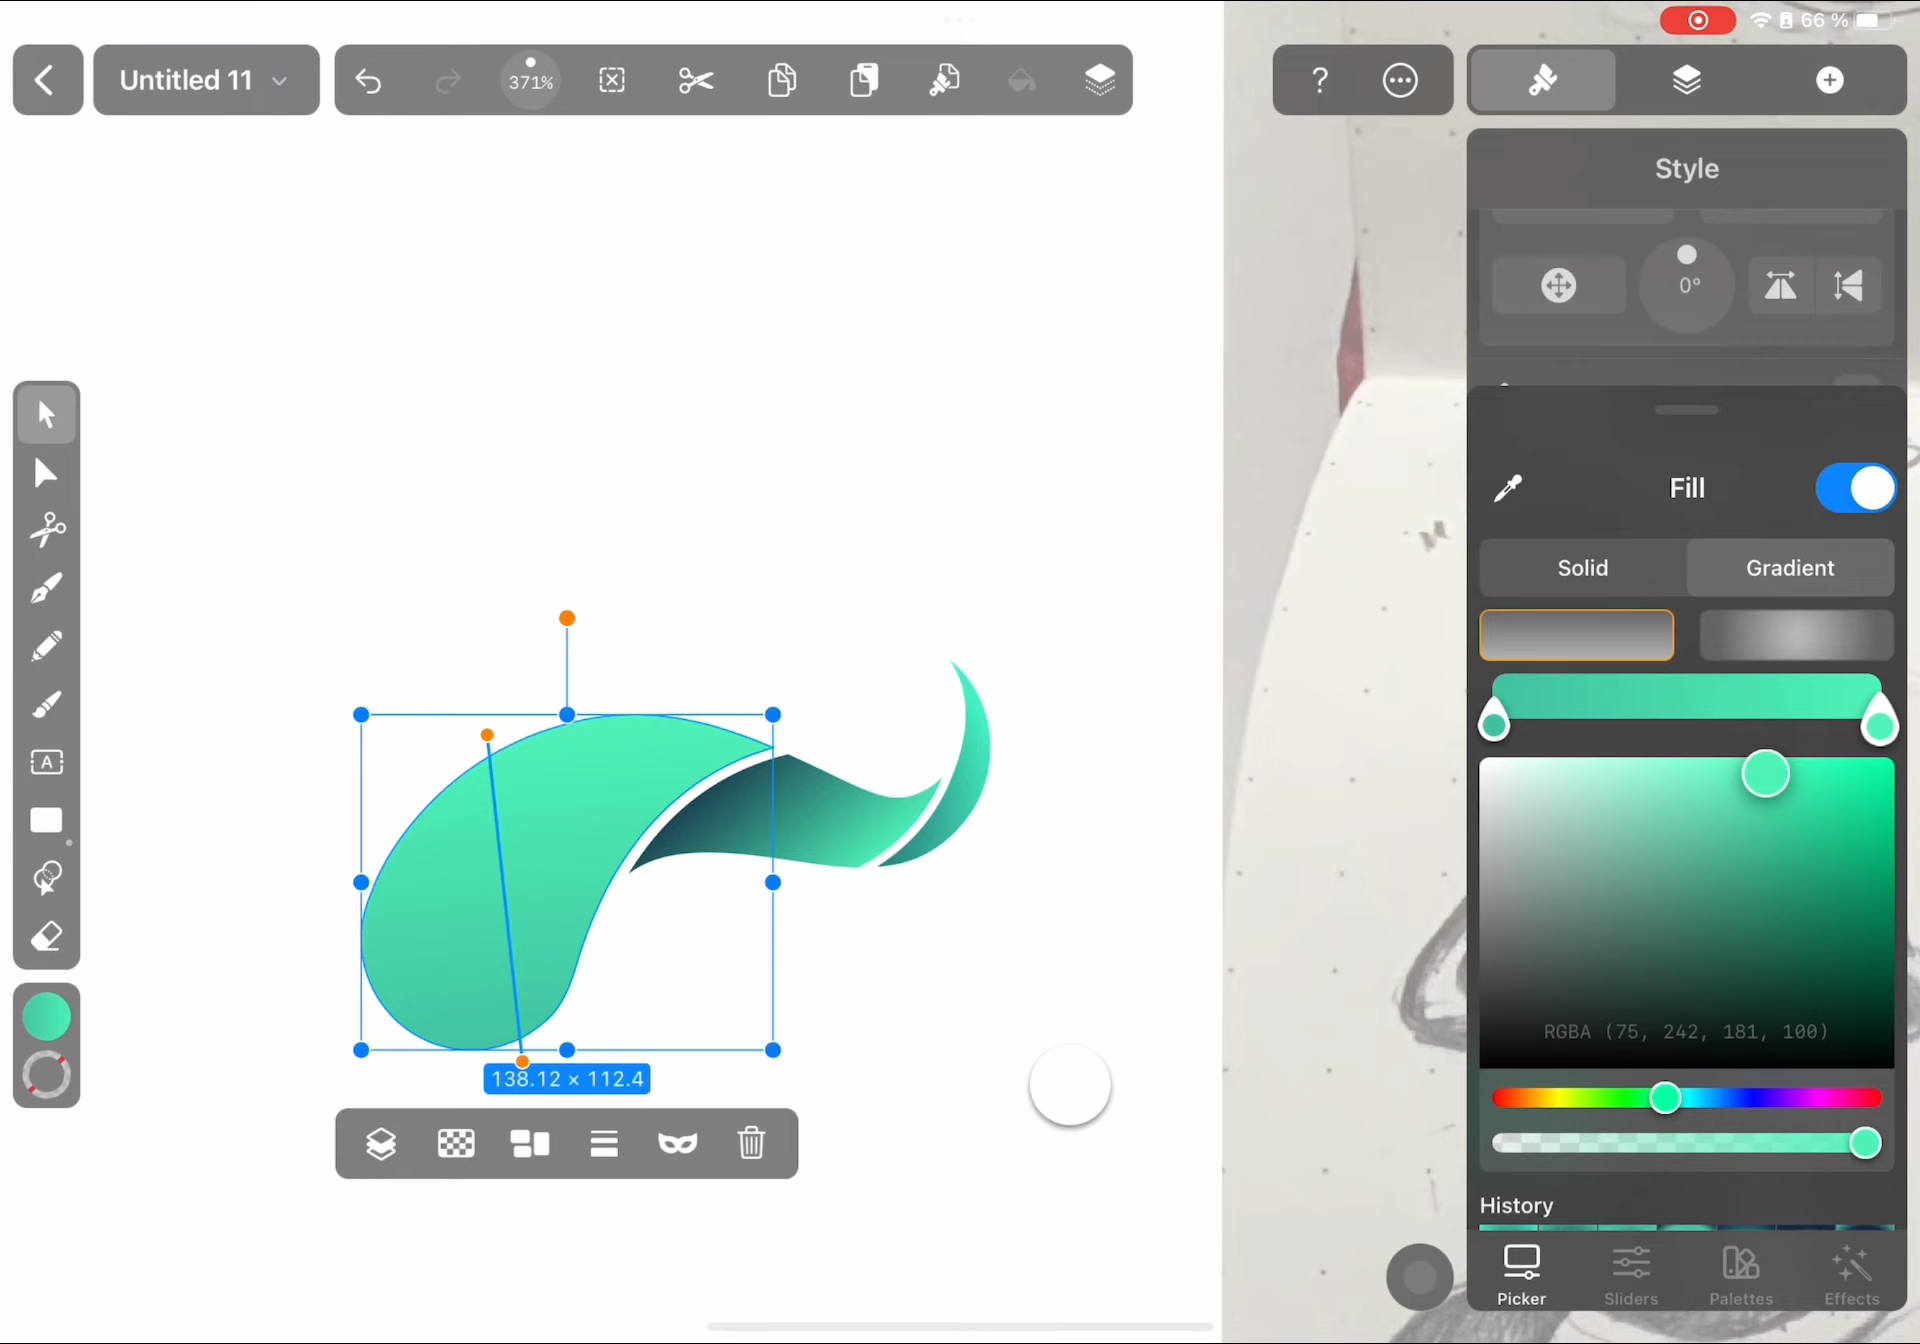 66 %
Untitled 11
371%
?
Style
0°
Fill
Solid
Gradient
A
RGBA (75, 242, 181, 100)
138.12 × 112.4
History
Picker
Sliders
Palettes
Effects